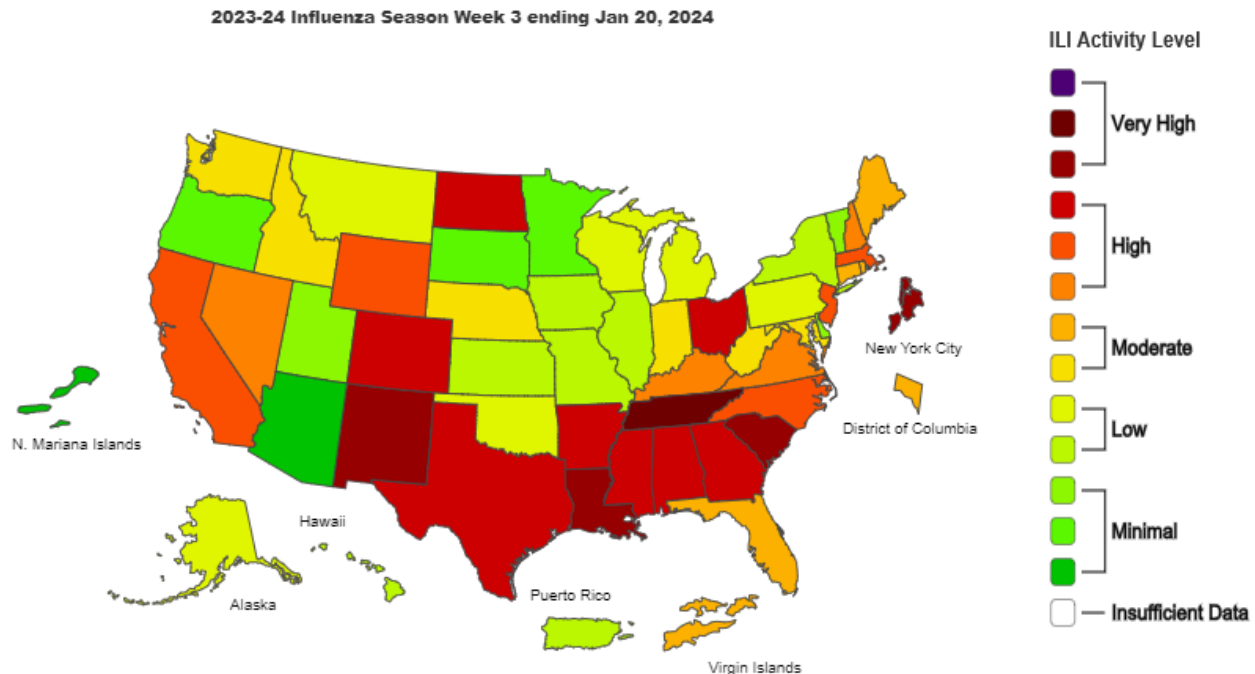 2023-24 Influenza Season Week 3 ending Jan 20, 2024
ILI Activity Level
Very High
High
Moderate
Low
Minimal
Insufficient Data
New York City
District of Columbia
N. Mariana Islands
Hawaii
Alaska
Puerto Rico
Virgin Islands